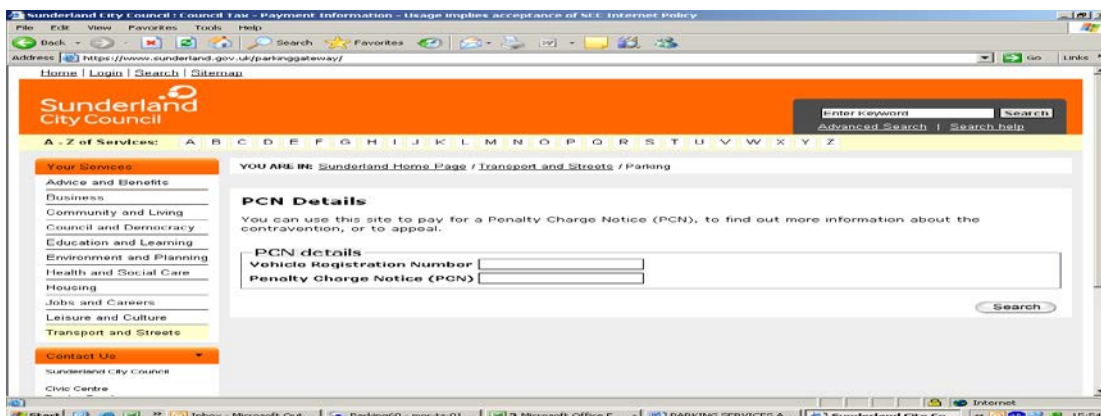 Sunderland City Council : Council Tax - Payment Information - Usage implies acceptance of SCC Internet Policy
File Edit View Favorites Tools Help
Back Search Favorites
Address https://www.sunderland.gov.uk/parkinggateway/ Go Links
Home | Login | Search | Sitemap
Sunderland
City Council
Enter Keyword Search
Advanced Search | Search help
A - Z of Services: A B C D E F G H I J K L M N O P Q R S T U V W X Y Z
Your Services
YOU ARE IN: Sunderland Home Page / Transport and Streets / Parking
Advice and Benefits
Business
Community and Living
Council and Democracy
Education and Learning
Environment and Planning
Health and Social Care
Housing
Jobs and Careers
Leisure and Culture
Transport and Streets
PCN Details
You can use this site to pay for a Penalty Charge Notice (PCN), to find out more information about the
contravention, or to appeal.
PCN details
Vehicle Registration Number
Penalty Charge Notice (PCN)
Search
Contact Us
Sunderland City Council
Civic Centre
Internet
Start Inbox - Microsoft Out... Parking60 - 3 Microsoft Office E... PARKING SERVICES A... Sunderland City Co...